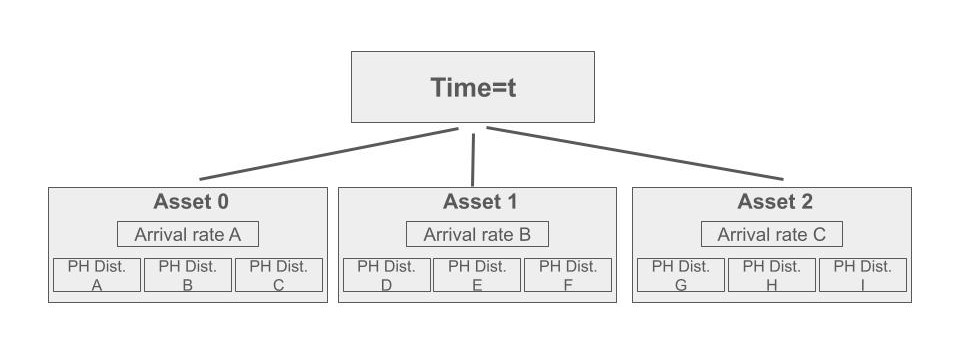 Time=t
Asset 0
Arrival rate A
PH Dist.
A
PH Dist.
B
PH Dist.
C
Asset 1
Arrival rate B
PH Dist.
D
PH Dist.
E
PH Dist.
F
Asset 2
Arrival rate C
PH Dist.
G
PH Dist.
H
PH Dist.
I